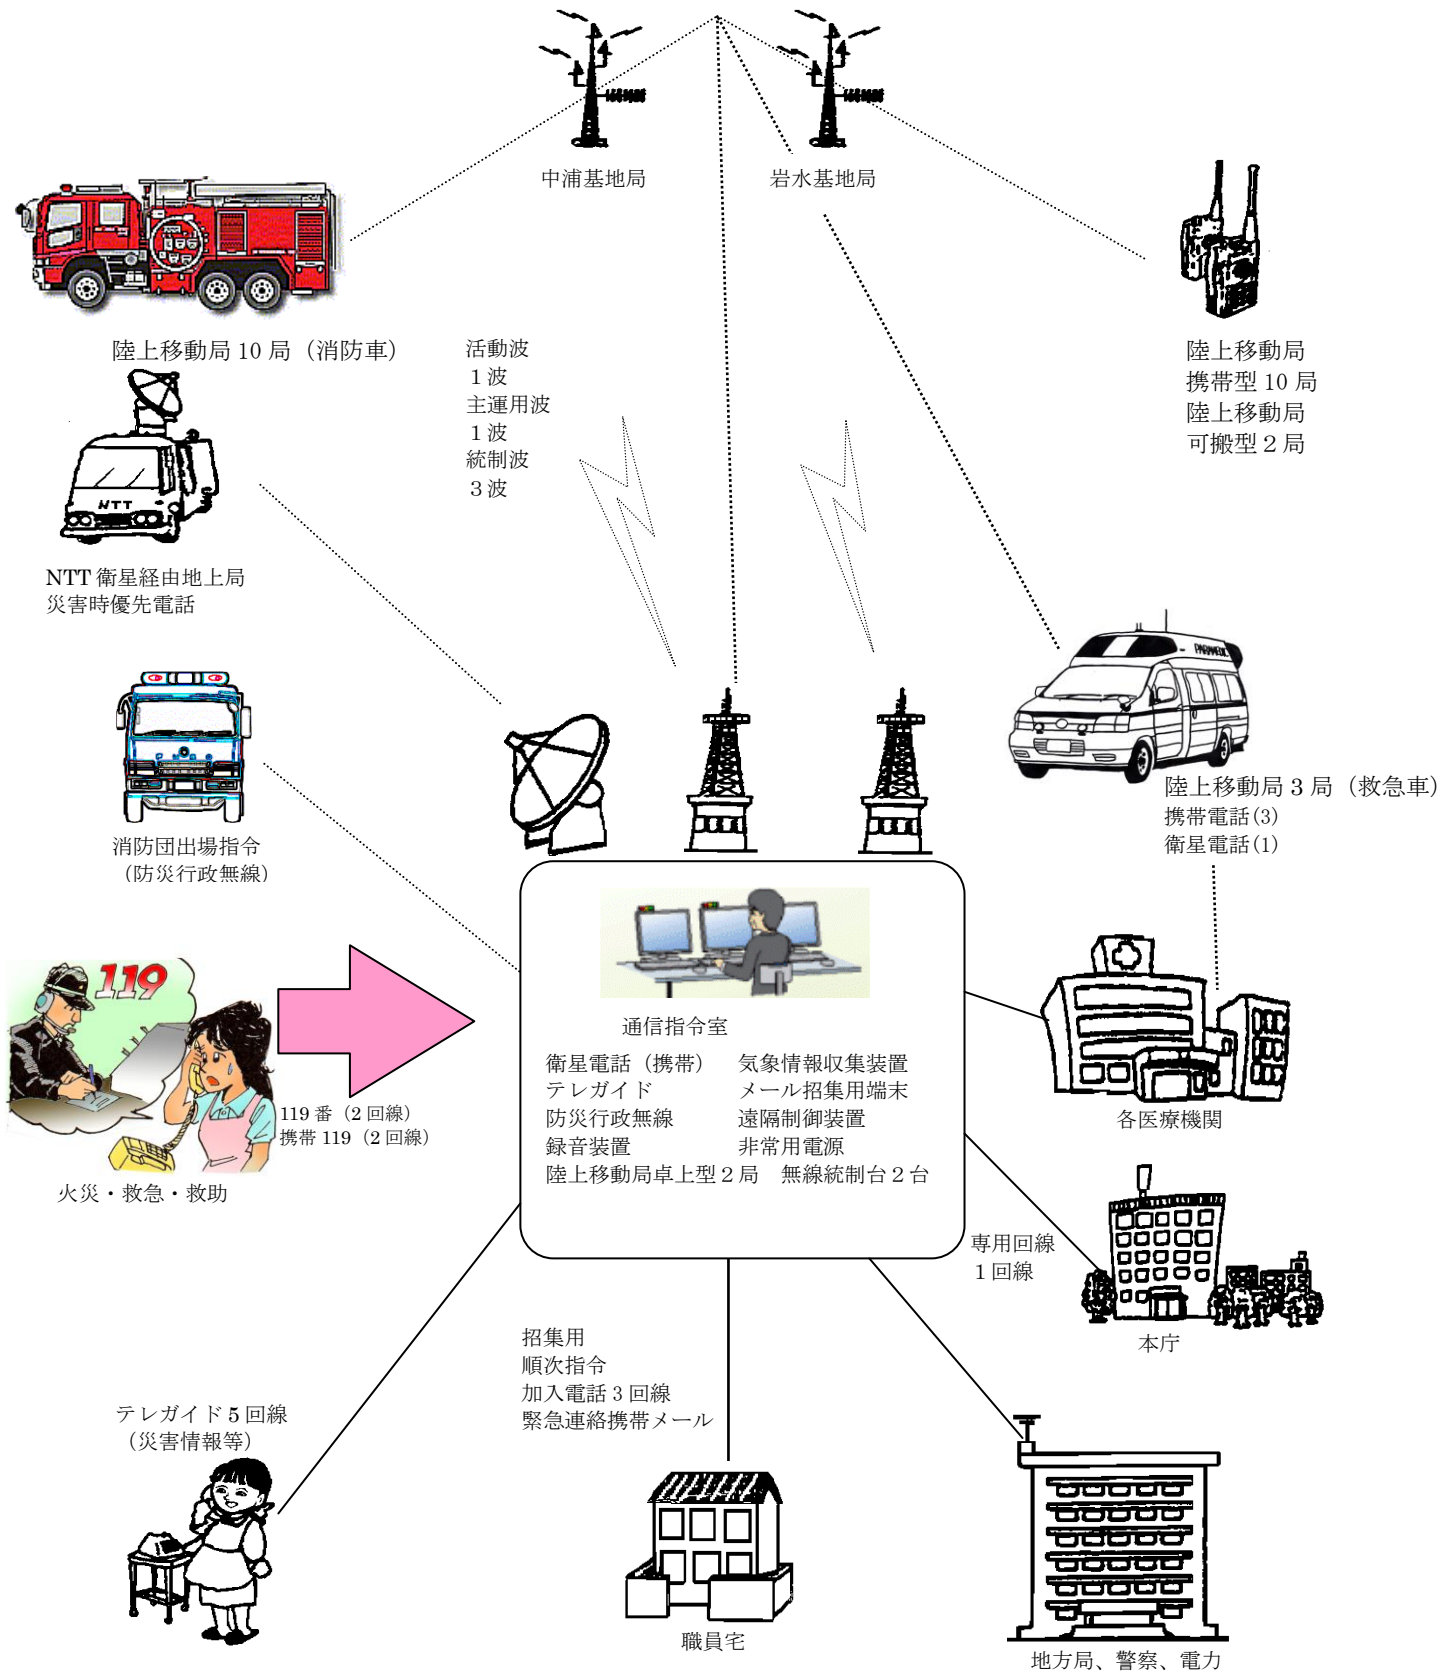 中浦基地局
岩水基地局
陸上移動局 10 局（消防車）
活動波
１波
主運用波
１波
統制波
３波
陸上移動局
携帯型 10 局
陸上移動局
可搬型２局
NTT
NTT 衛星経由地上局
災害時優先電話
PARAMEDIC
陸上移動局 3 局（救急車）
携帯電話(3)
衛星電話(1)
消防団出場指令
（防災行政無線）
119
119 番（2 回線）
携帯 119（2 回線）
火災・救急・救助
通信指令室
衛星電話（携帯）　気象情報収集装置
テレガイド　メール招集用端末
防災行政無線　遠隔制御装置
録音装置　非常用電源
陸上移動局卓上型２局　無線統制台２台
各医療機関
専用回線
１回線
本庁
招集用
順次指令
加入電話 3 回線
緊急連絡携帯メール
テレガイド 5 回線
（災害情報等）
職員宅
地方局、警察、電力